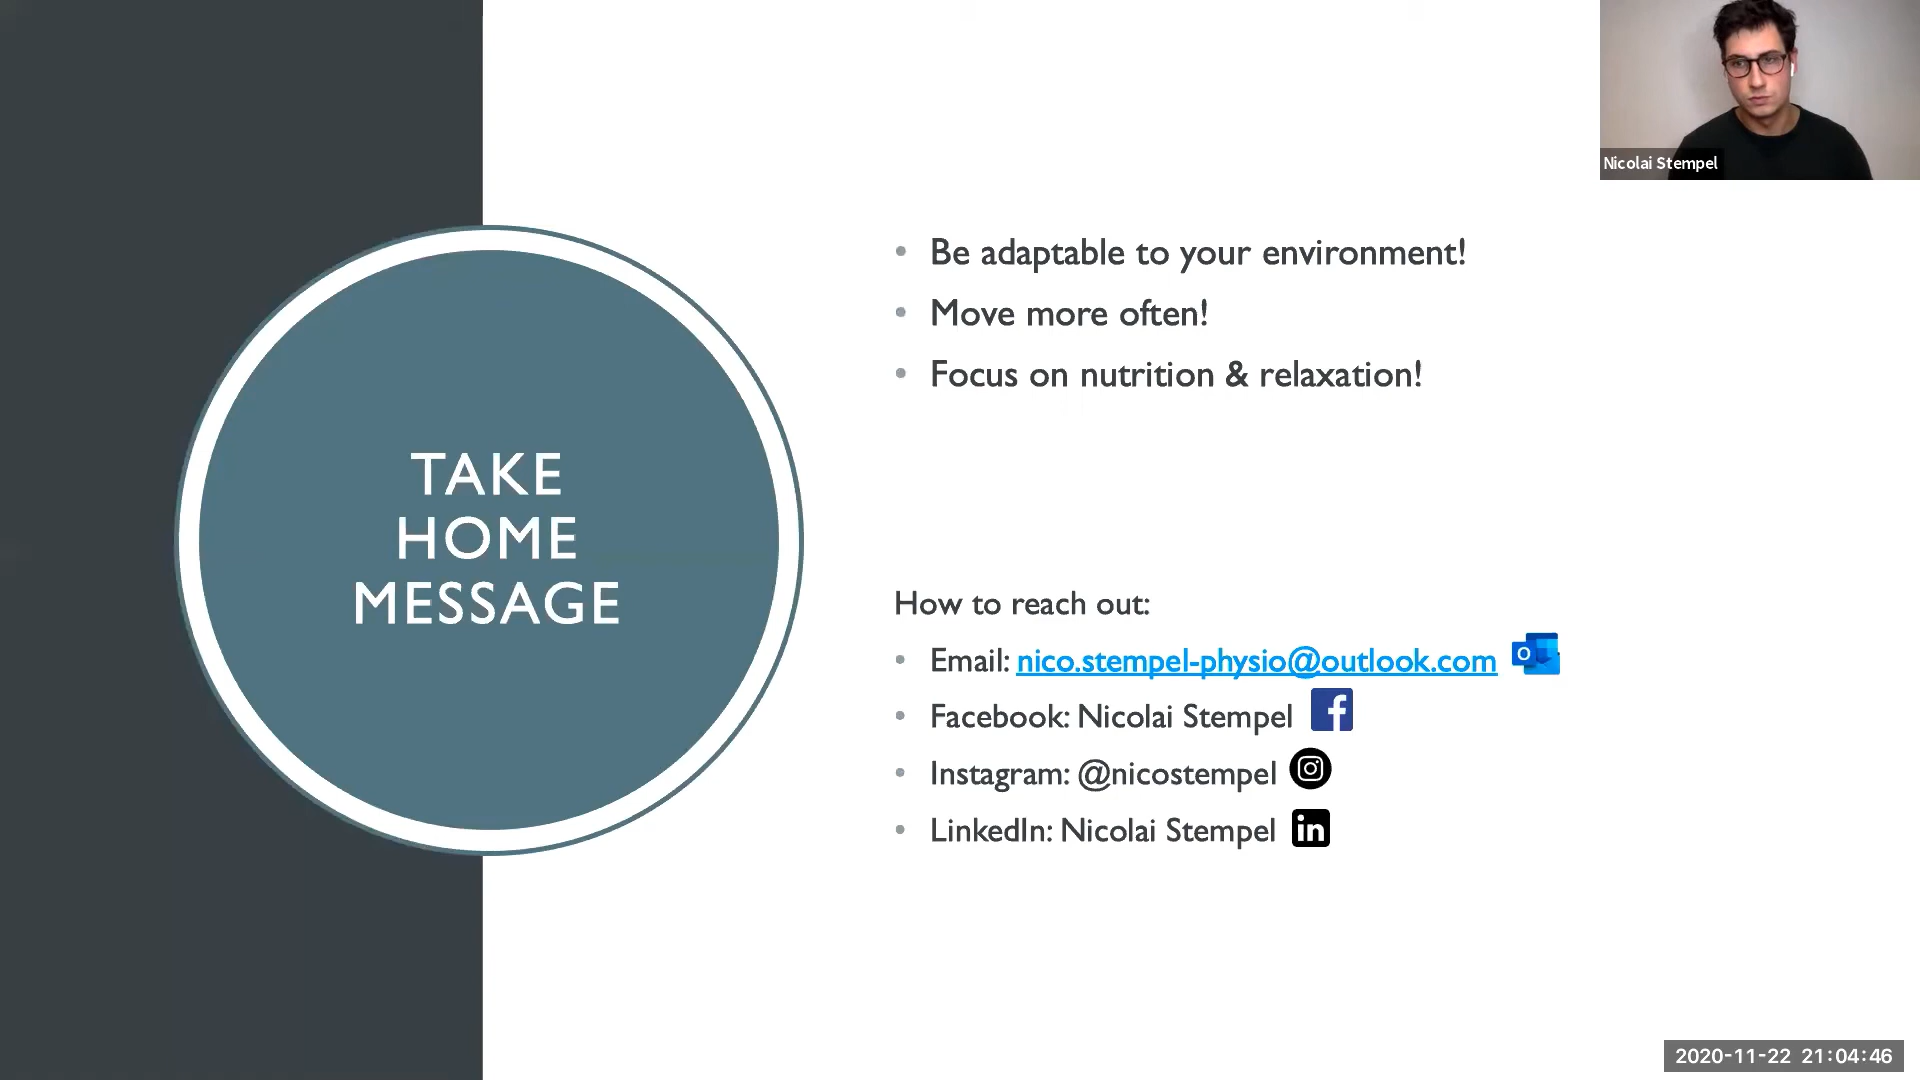 Nicolai Stempel
TAKE
HOME
MESSAGE
• Be adaptable to your environment!
• Move more often!
• Focus on nutrition & relaxation!
How to reach out:
• Email: nico.stempel-physio@outlook.com
• Facebook: Nicolai Stempel
• Instagram: @nicostempel
• LinkedIn: Nicolai Stempel
2020-11-22 21:04:46